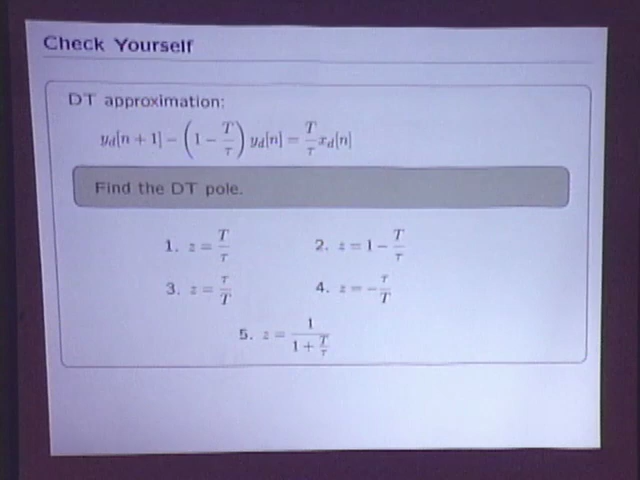 Check Yourself
DT approximation:
y_d[n + 1] − (1 − T/τ) y_d[n] = T/τ x_d[n]
Find the DT pole.
1. z = T/τ 2. z = 1 − T/τ
3. z = τ/T 4. z = −τ/T
5. z = 1/(1 + T/τ)